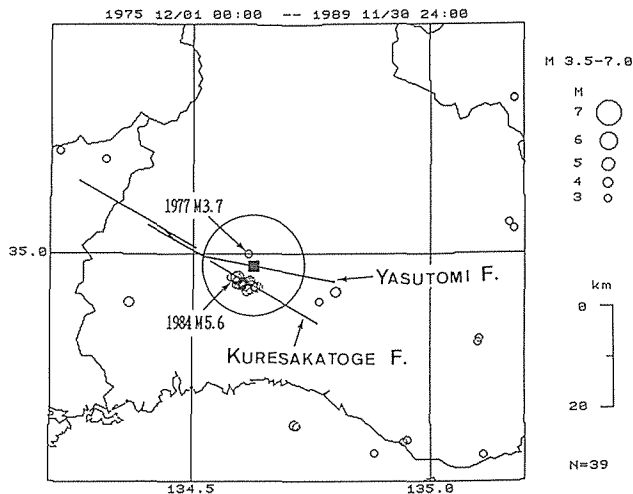 1975 12/01 00:00 -- 1989 11/30 24:00
M 3.5-7.0
M
7
6
5
4
3
1977 M3.7
35.0
YASUTOMI F.
km
0
1984 M5.6
KURESAKATOGE F.
20
N=39
134.5
135.0